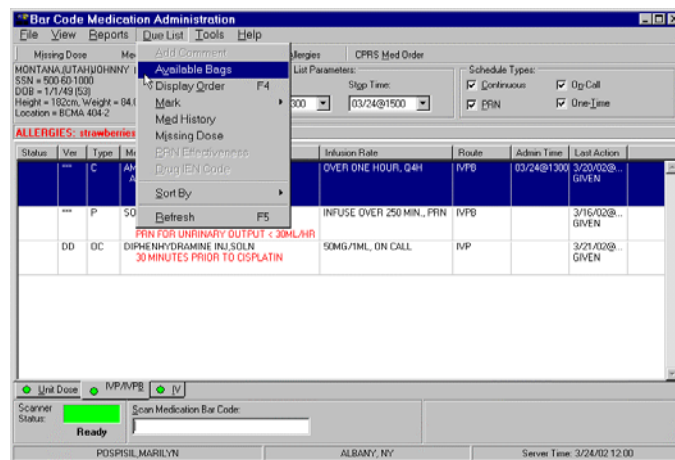 Bar Code Medication Administration
File View Reports Due List Tools Help
Missing Dose Allergies CPRS Med Order
Add Comment
Available Bags
Display Order F4
Mark
Med History
Missing Dose
PRN Effectiveness
Drug IEN Code
Sort By
Refresh F5
MONTANA,(UTAH)JOHNNY
SSN = 500-60-1000
DOB = 1/1/49 (53)
Height = 182cm, Weight =
Location = BCMA 404-2
List Parameters:
Stop Time:
03/24@1500
Schedule Types:
Continuous On-Call
PRN One-Time
ALLERGIES: strawberries
Status Ver Type Infusion Rate Route Admin Time Last Action
*** C OVER ONE HOUR, Q4H IVPB 03/24@1300 3/20/02@...
GIVEN
*** P SO INFUSE OVER 250 MIN., PRN IVPB 3/16/02@...
GIVEN
PRN FOR UNRINARY OUTPUT < 30ML/HR
DD OC DIPHENHYDRAMINE INJ,SOLN 50MG/1ML, ON CALL IVP 3/21/02@...
30 MINUTES PRIOR TO CISPLATIN GIVEN
Unit Dose IVP/IVPB IV
Scanner
Status:
Ready
Scan Medication Bar Code:
POSPISIL,MARILYN ALBANY, NY Server Time: 3/24/02 12:00